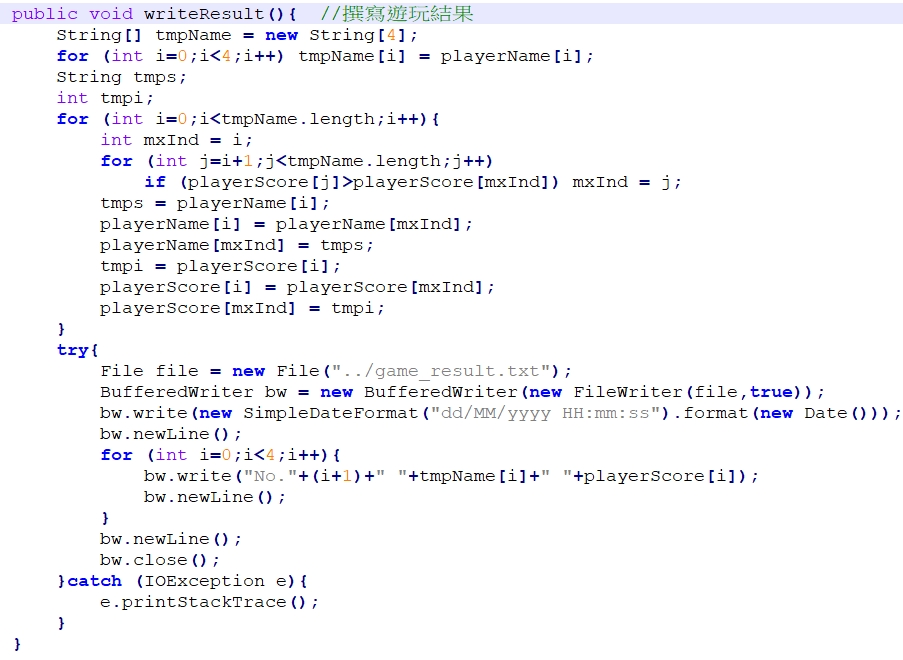 public void writeResult(){  //撰寫遊玩結果
    String[] tmpName = new String[4];
    for (int i=0;i<4;i++) tmpName[i] = playerName[i];
    String tmps;
    int tmpi;
    for (int i=0;i<tmpName.length;i++){
        int mxInd = i;
        for (int j=i+1;j<tmpName.length;j++)
            if (playerScore[j]>playerScore[mxInd]) mxInd = j;
        tmps = playerName[i];
        playerName[i] = playerName[mxInd];
        playerName[mxInd] = tmps;
        tmpi = playerScore[i];
        playerScore[i] = playerScore[mxInd];
        playerScore[mxInd] = tmpi;
    }
    try{
        File file = new File("../game_result.txt");
        BufferedWriter bw = new BufferedWriter(new FileWriter(file,true));
        bw.write(new SimpleDateFormat("dd/MM/yyyy HH:mm:ss").format(new Date()));
        bw.newLine();
        for (int i=0;i<4;i++){
            bw.write("No."+(i+1)+" "+tmpName[i]+" "+playerScore[i]);
            bw.newLine();
        }
        bw.newLine();
        bw.close();
    }catch (IOException e){
        e.printStackTrace();
    }
}